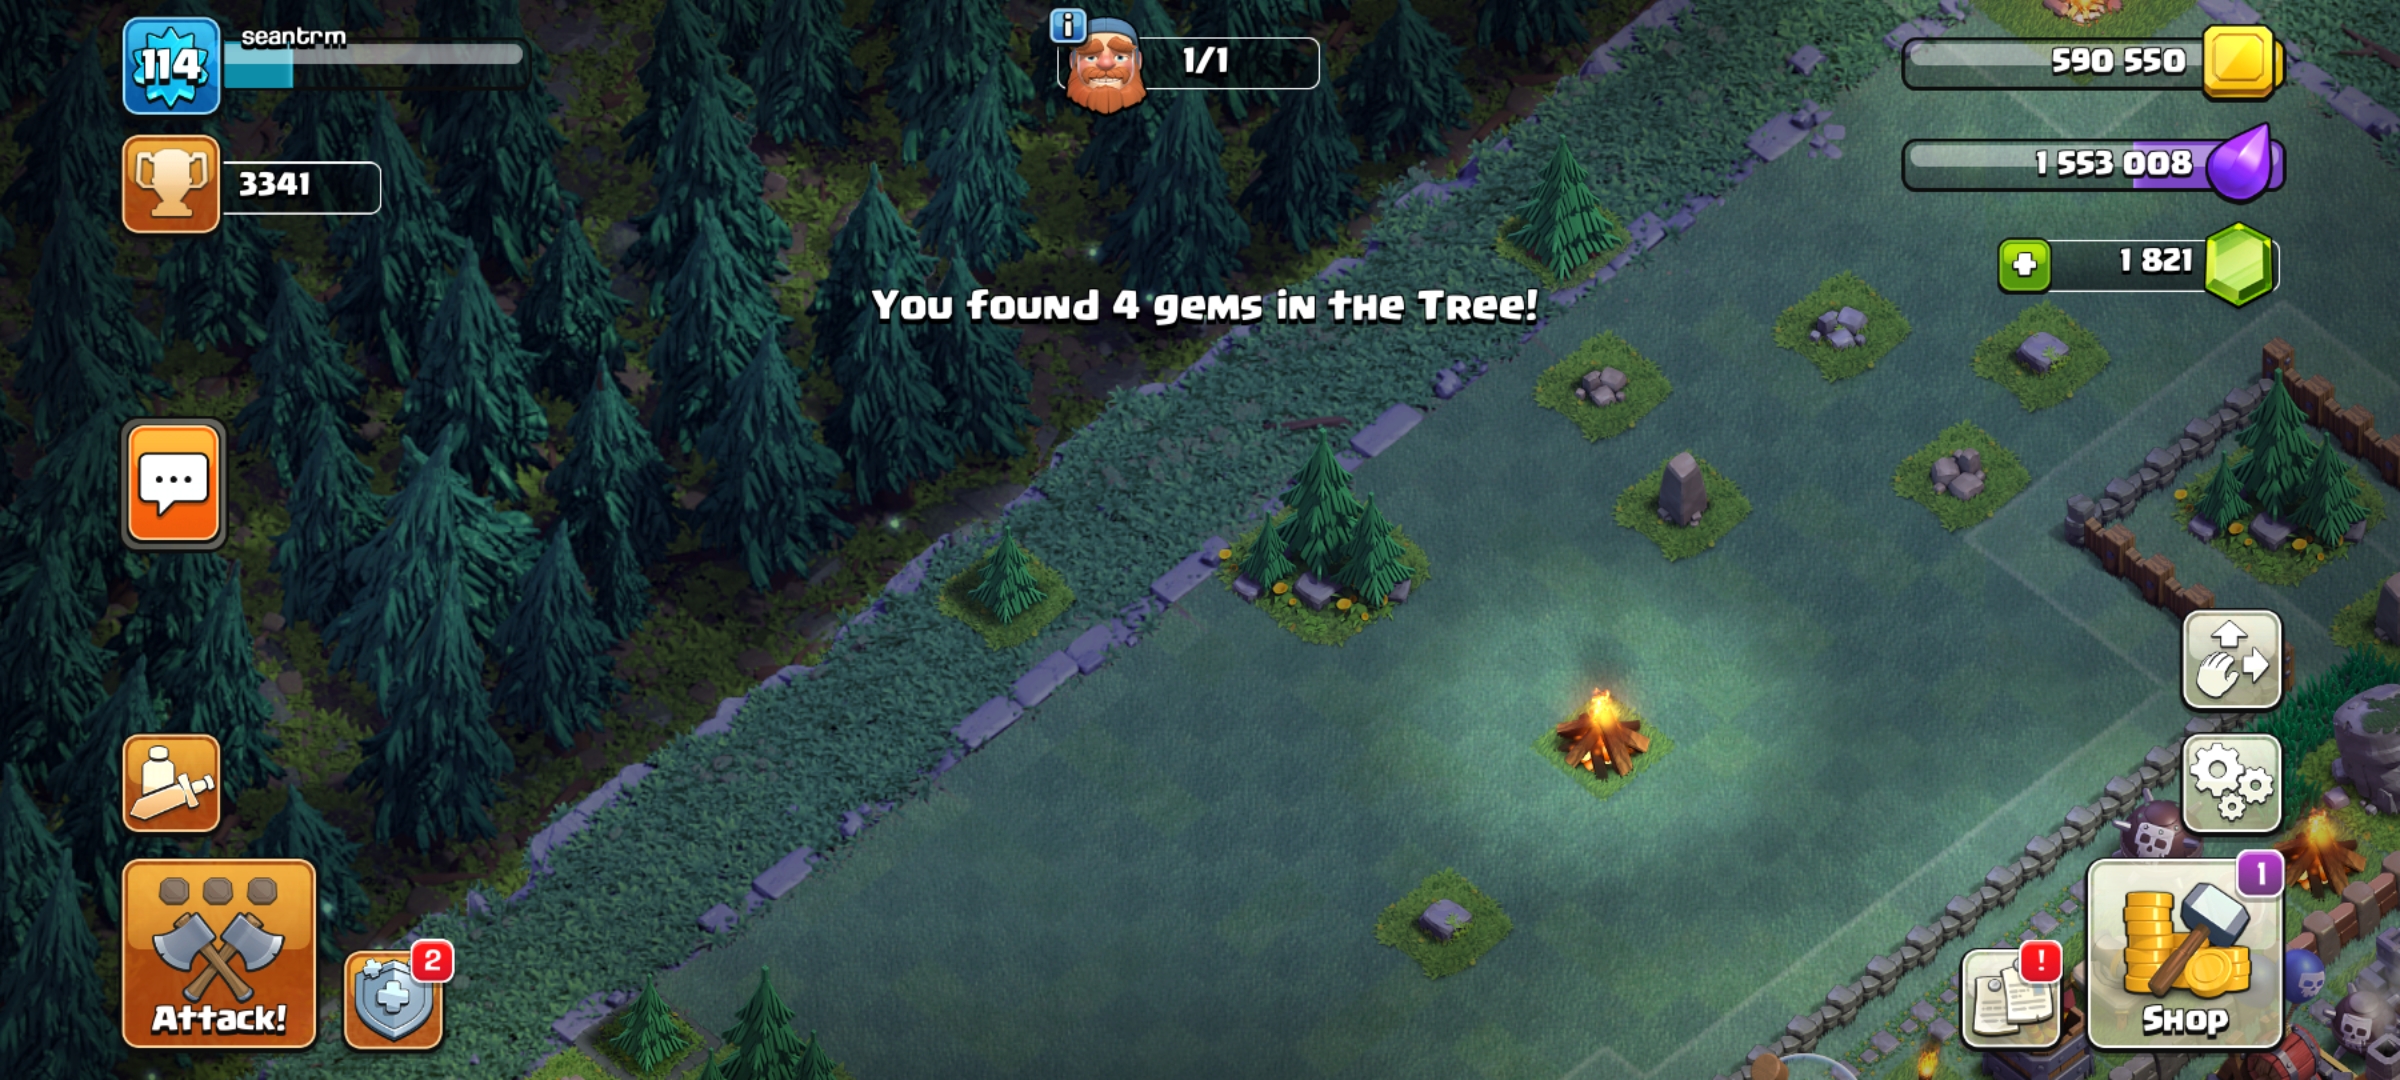 114
seantrm
i
1/1
590 550
3341
1 553 008
1 821
You found 4 gems in the Tree!
1
2
!
Attack!
Shop